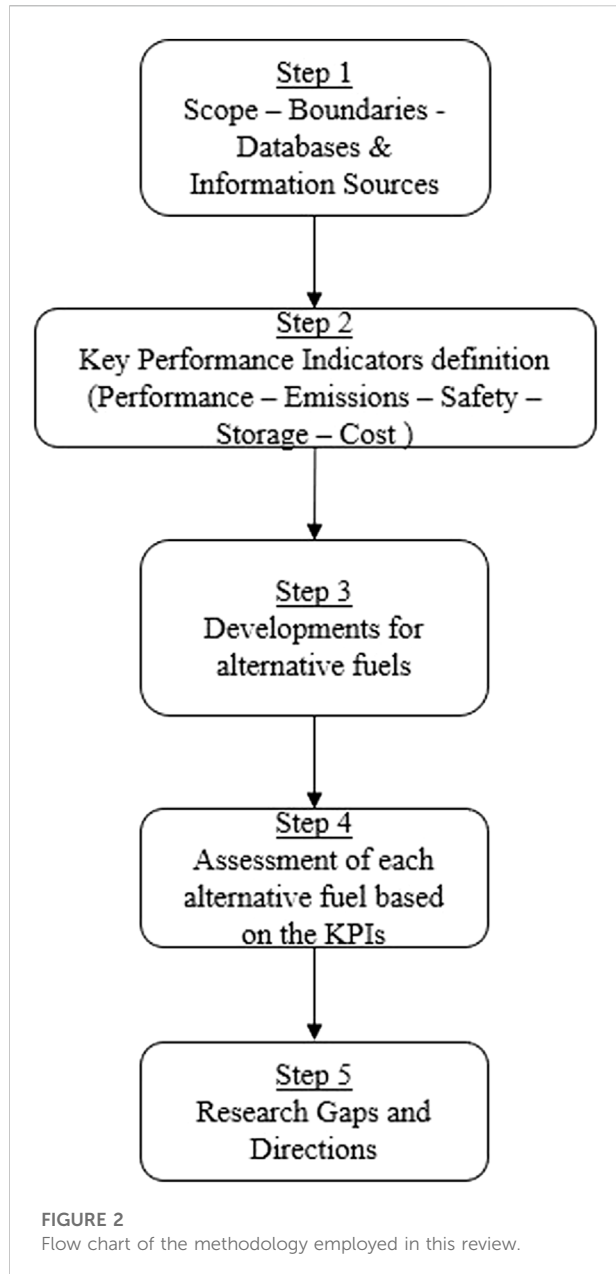 Step 1
Scope – Boundaries -
Databases &
Information Sources
Step 2
Key Performance Indicators definition
(Performance – Emissions – Safety –
Storage – Cost )
Step 3
Developments for
alternative fuels
Step 4
Assessment of each
alternative fuel based
on the KPIs
Step 5
Research Gaps and
Directions
FIGURE 2
Flow chart of the methodology employed in this review.